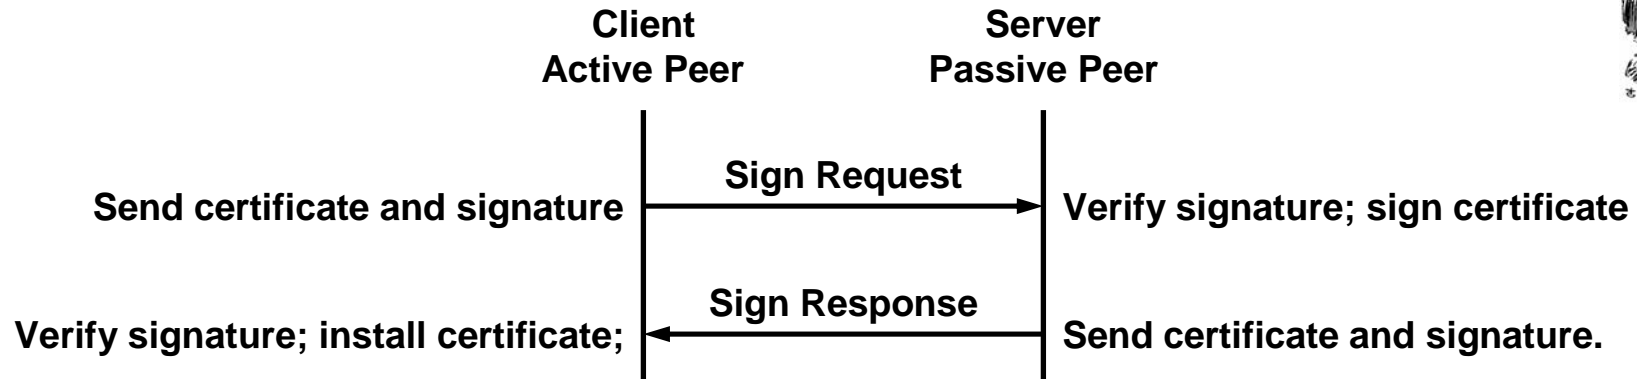 Client
Active Peer
Server
Passive Peer
Sign Request
Send certificate and signature
Verify signature; sign certificate
Sign Response
Verify signature; install certificate;
Send certificate and signature.